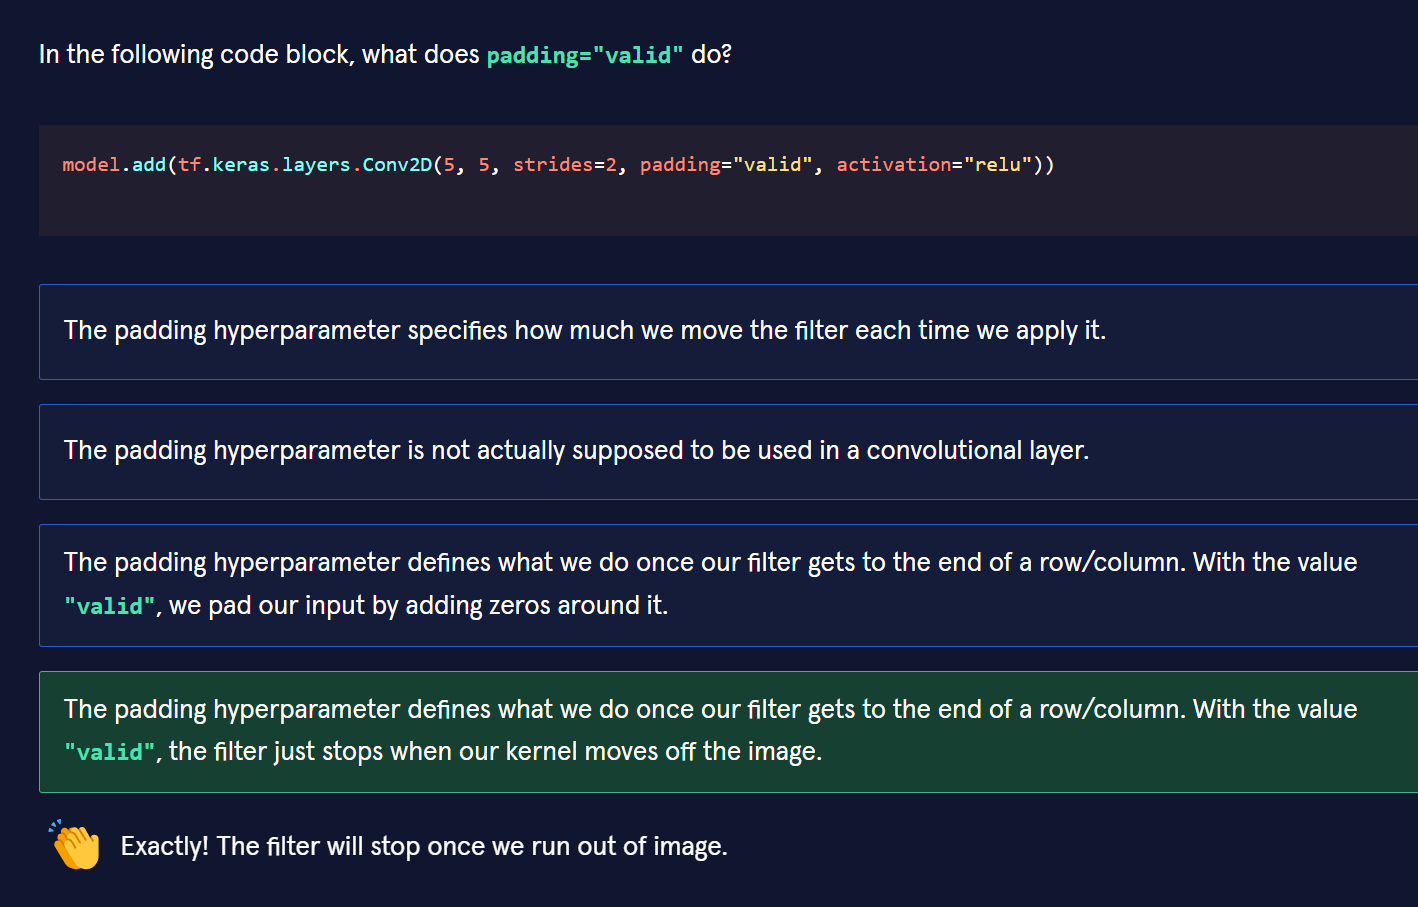 In the following code block, what does padding="valid" do?
model.add(tf.keras.layers.Conv2D(5, 5, strides=2, padding="valid", activation="relu"))
The padding hyperparameter specifies how much we move the filter each time we apply it.
The padding hyperparameter is not actually supposed to be used in a convolutional layer.
The padding hyperparameter defines what we do once our filter gets to the end of a row/column. With the value
"valid", we pad our input by adding zeros around it.
The padding hyperparameter defines what we do once our filter gets to the end of a row/column. With the value
"valid", the filter just stops when our kernel moves off the image.
Exactly! The filter will stop once we run out of image.